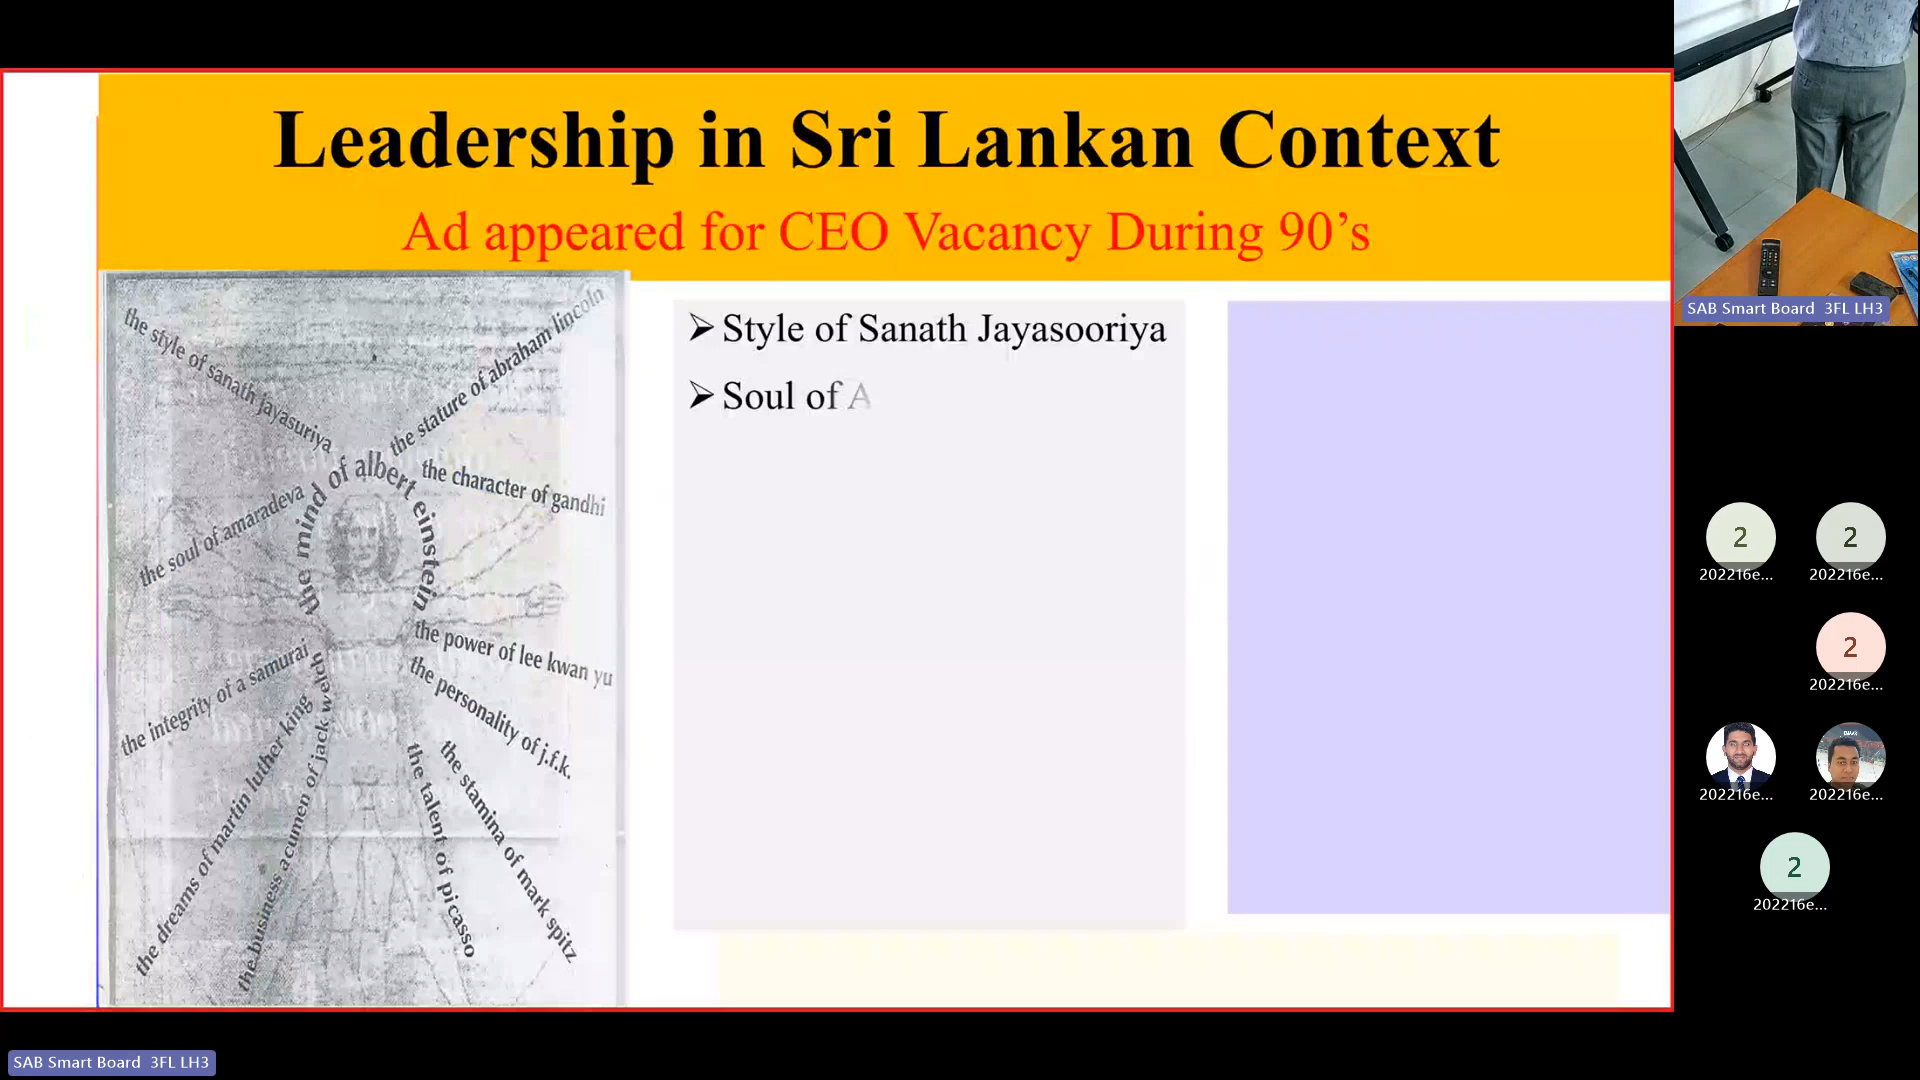 Leadership in Sri Lankan Context
Ad appeared for CEO Vacancy During 90's
the style of sanath jayasuriya
the stature of abraham lincoln
the mind of albert einstein
the character of gandhi
the soul of amaradeva
the power of lee kwan yu
the integrity of a samurai
the personality of j.f.k.
the dreams of martin luther king
the business acumen of jack welch
the talent of picasso
the stamina of mark spitz
➢ Style of Sanath Jayasooriya
➢ Soul of A
SAB Smart Board 3FL LH3
2
202216e...
2
202216e...
2
202216e...
202216e...
202216e...
2
202216e...
SAB Smart Board 3FL LH3